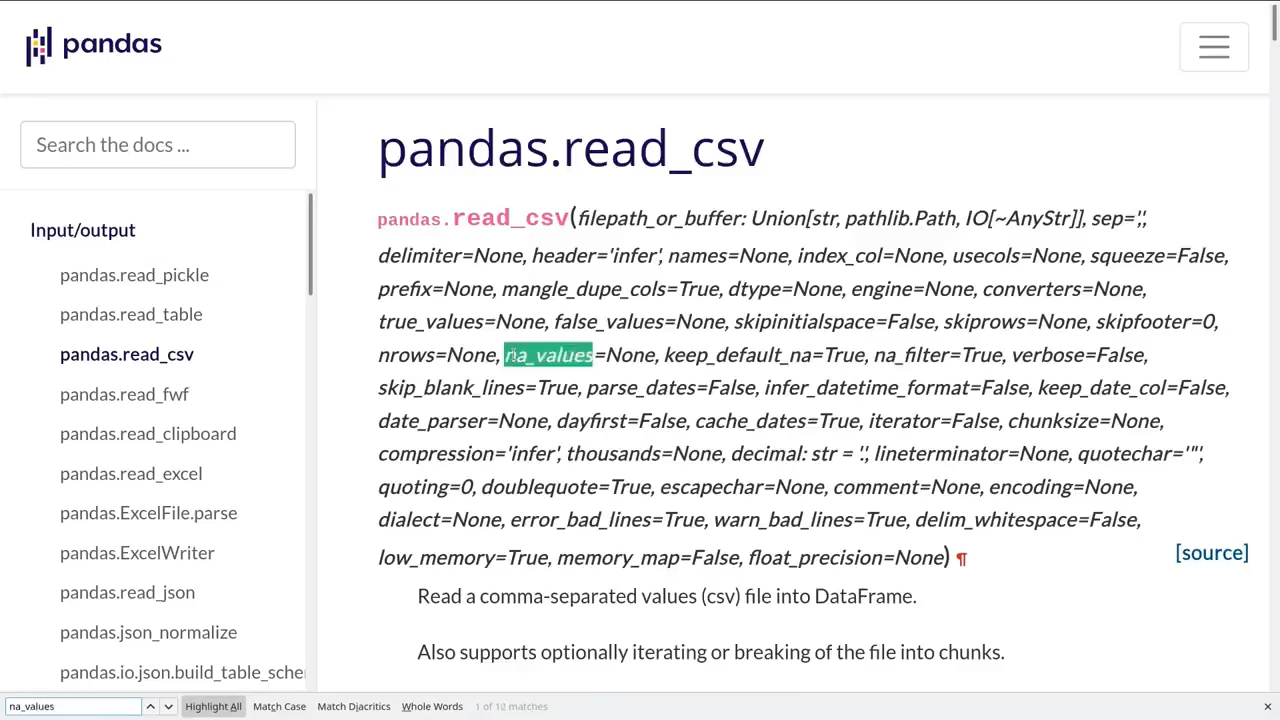 pandas
Search the docs ...
Input/output
pandas.read_pickle
pandas.read_table
pandas.read_csv
pandas.read_fwf
pandas.read_clipboard
pandas.read_excel
pandas.ExcelFile.parse
pandas.ExcelWriter
pandas.read_json
pandas.json_normalize
pandas.io.json.build_table_sche
pandas.read_csv
pandas.read_csv(filepath_or_buffer: Union[str, pathlib.Path, IO[~AnyStr]], sep=',',
delimiter=None, header='infer', names=None, index_col=None, usecols=None, squeeze=False,
prefix=None, mangle_dupe_cols=True, dtype=None, engine=None, converters=None,
true_values=None, false_values=None, skipinitialspace=False, skiprows=None, skipfooter=0,
nrows=None, na_values=None, keep_default_na=True, na_filter=True, verbose=False,
skip_blank_lines=True, parse_dates=False, infer_datetime_format=False, keep_date_col=False,
date_parser=None, dayfirst=False, cache_dates=True, iterator=False, chunksize=None,
compression='infer', thousands=None, decimal: str = '.', lineterminator=None, quotechar='"',
quoting=0, doublequote=True, escapechar=None, comment=None, encoding=None,
dialect=None, error_bad_lines=True, warn_bad_lines=True, delim_whitespace=False,
low_memory=True, memory_map=False, float_precision=None) ¶
[source]
Read a comma-separated values (csv) file into DataFrame.
Also supports optionally iterating or breaking of the file into chunks.
na_values Highlight All Match Case Match Diacritics Whole Words 1 of 12 matches